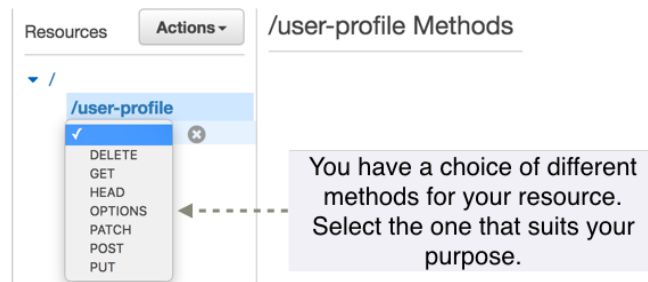 Resources
Actions
/user-profile Methods
/
/user-profile
DELETE
GET
HEAD
OPTIONS
PATCH
POST
PUT
You have a choice of different
methods for your resource.
Select the one that suits your
purpose.